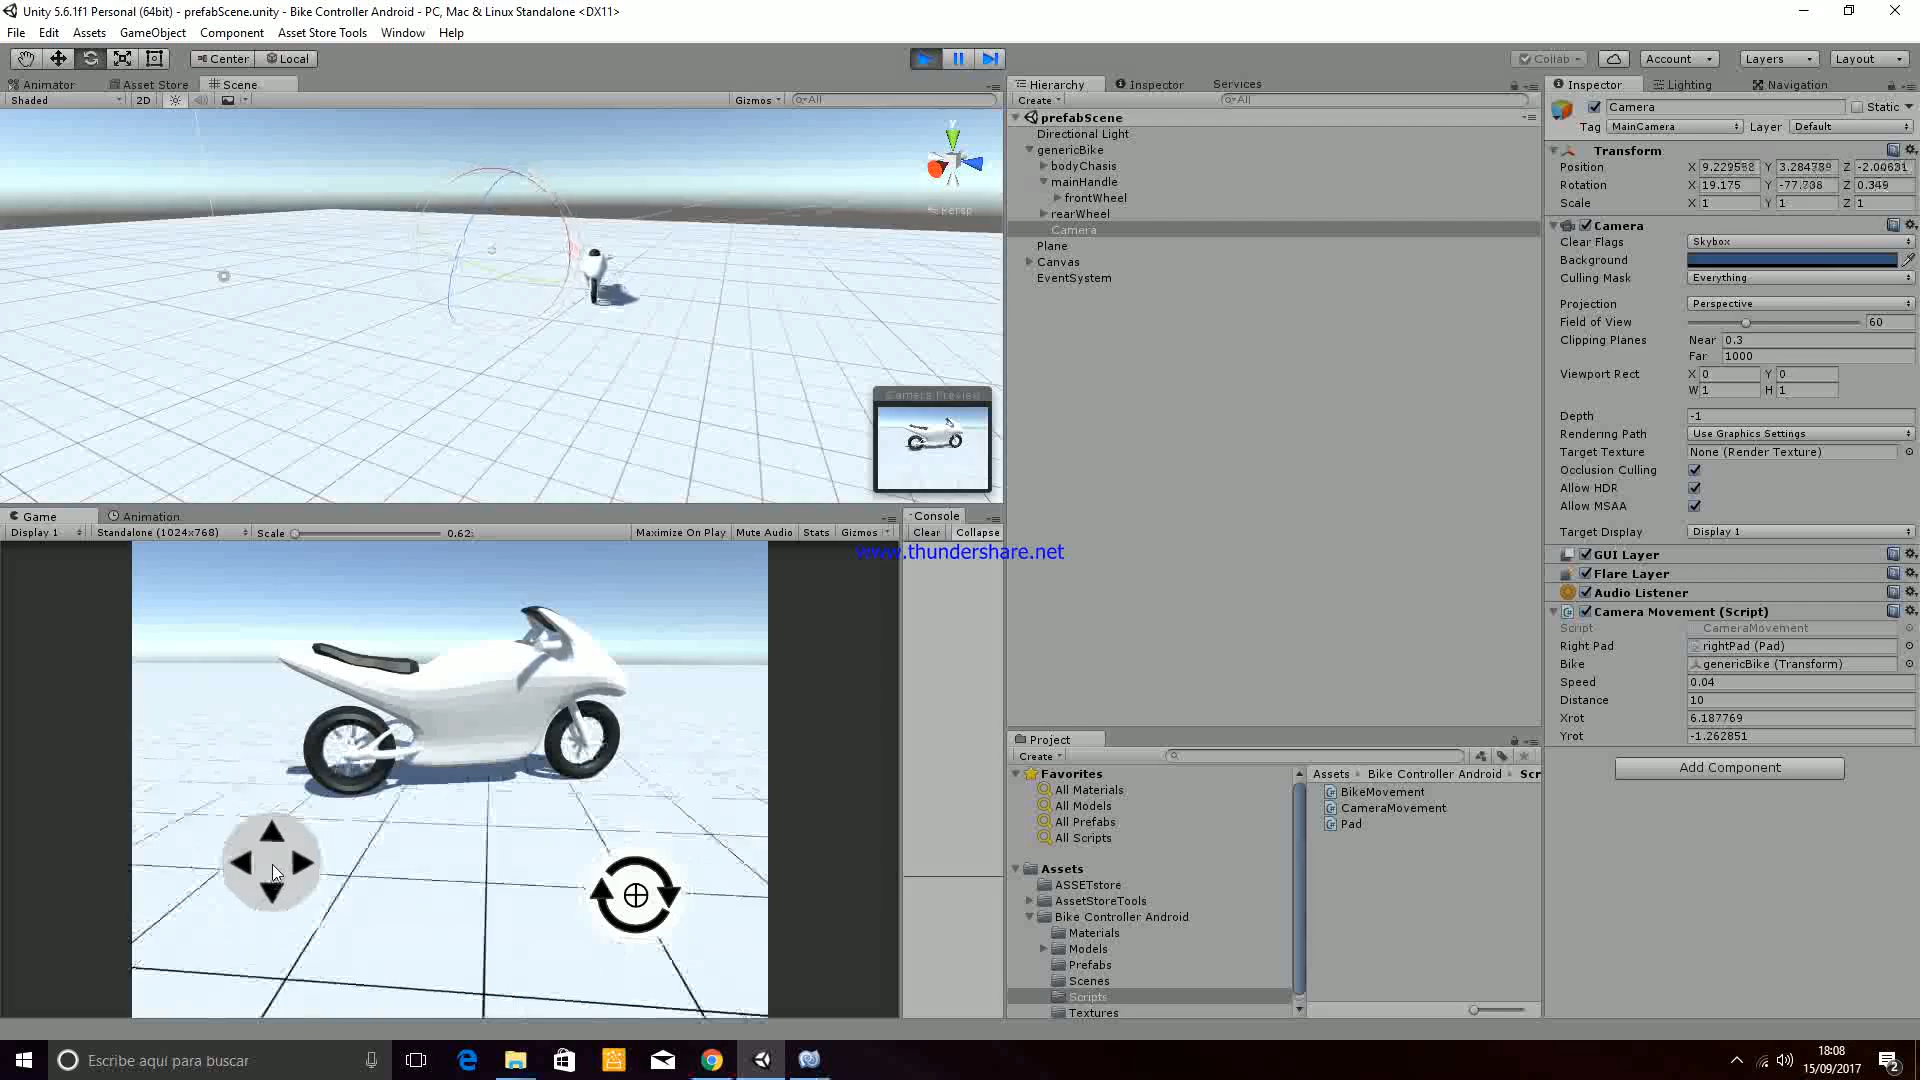 Unity 5.6.1f1 Personal (64bit) - prefabScene.unity - Bike Controller Android - PC, Mac & Linux Standalone <DX11>
File Edit Assets GameObject Component Asset Store Tools Window Help
Center Local
Collab Account Layers Layout
Animator Asset Store Scene
Shaded 2D Gizmos All
y
Persp
Camera Preview
Game Animation
Display 1 Standalone (1024x768) Scale 0.62 Maximize On Play Mute Audio Stats Gizmos
Console
Clear Collapse
www.thundershare.net
Hierarchy Inspector Services
Create All
prefabScene
Directional Light
genericBike
bodyChasis
mainHandle
frontWheel
rearWheel
Camera
Plane
Canvas
EventSystem
Project
Create
Favorites
All Materials
All Models
All Prefabs
All Scripts
Assets
ASSETstore
AssetStoreTools
Bike Controller Android
Materials
Models
Prefabs
Scenes
Scripts
Textures
Assets Bike Controller Android Scr
BikeMovement
CameraMovement
Pad
Inspector Lighting Navigation
Camera Static
Tag MainCamera Layer Default
Transform
Position X Y Z -2.00631
Rotation X 19.175 Y -77.738 Z 0.349
Scale X 1 Y 1 Z 1
Camera
Clear Flags Skybox
Background
Culling Mask Everything
Projection Perspective
Field of View 60
Clipping Planes Near 0.3
Far 1000
Viewport Rect X 0 Y 0
W 1 H 1
Depth -1
Rendering Path Use Graphics Settings
Target Texture None (Render Texture)
Occlusion Culling
Allow HDR
Allow MSAA
Target Display Display 1
GUI Layer
Flare Layer
Audio Listener
Camera Movement (Script)
Script CameraMovement
Right Pad rightPad (Pad)
Bike genericBike (Transform)
Speed 0.04
Distance 10
Xrot 6.187769
Yrot -1.262851
Add Component
Escribe aquí para buscar
18:08
15/09/2017
2